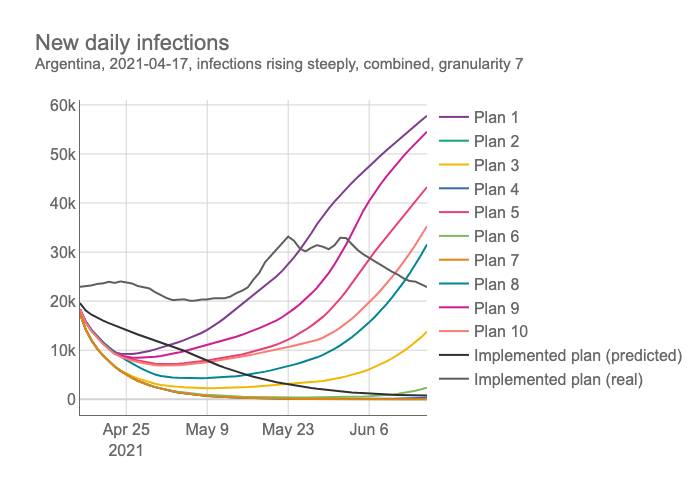 New daily infections
Argentina, 2021-04-17, infections rising steeply, combined, granularity 7
60k
50k
40k
30k
20k
10k
0
Apr 25
2021
May 9
May 23
Jun 6
Plan 1
Plan 2
Plan 3
Plan 4
Plan 5
Plan 6
Plan 7
Plan 8
Plan 9
Plan 10
Implemented plan (predicted)
Implemented plan (real)